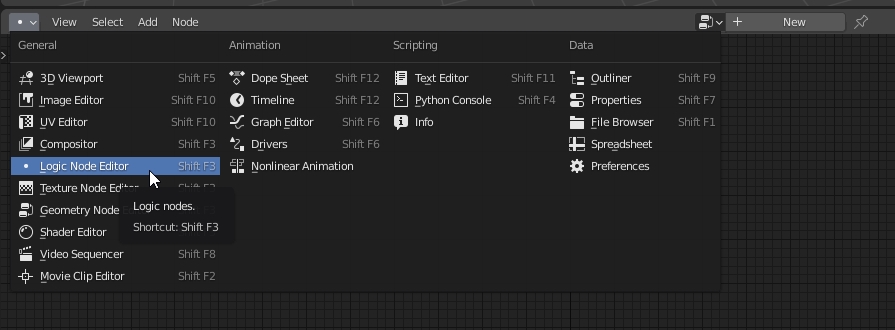 View Select Add Node New
General Animation Scripting Data
3D Viewport Shift F5 Dope Sheet Shift F12 Text Editor Shift F11 Outliner Shift F9
Image Editor Shift F10 Timeline Shift F12 Python Console Shift F4 Properties Shift F7
UV Editor Shift F10 Graph Editor Shift F6 Info File Browser Shift F1
Compositor Shift F3 Drivers Shift F6 Spreadsheet
Logic Node Editor Shift F3 Nonlinear Animation Preferences
Texture Node Editor Shift F3
Geometry Node
Logic nodes.
Shortcut: Shift F3
Shader Editor
Video Sequencer Shift F8
Movie Clip Editor Shift F2